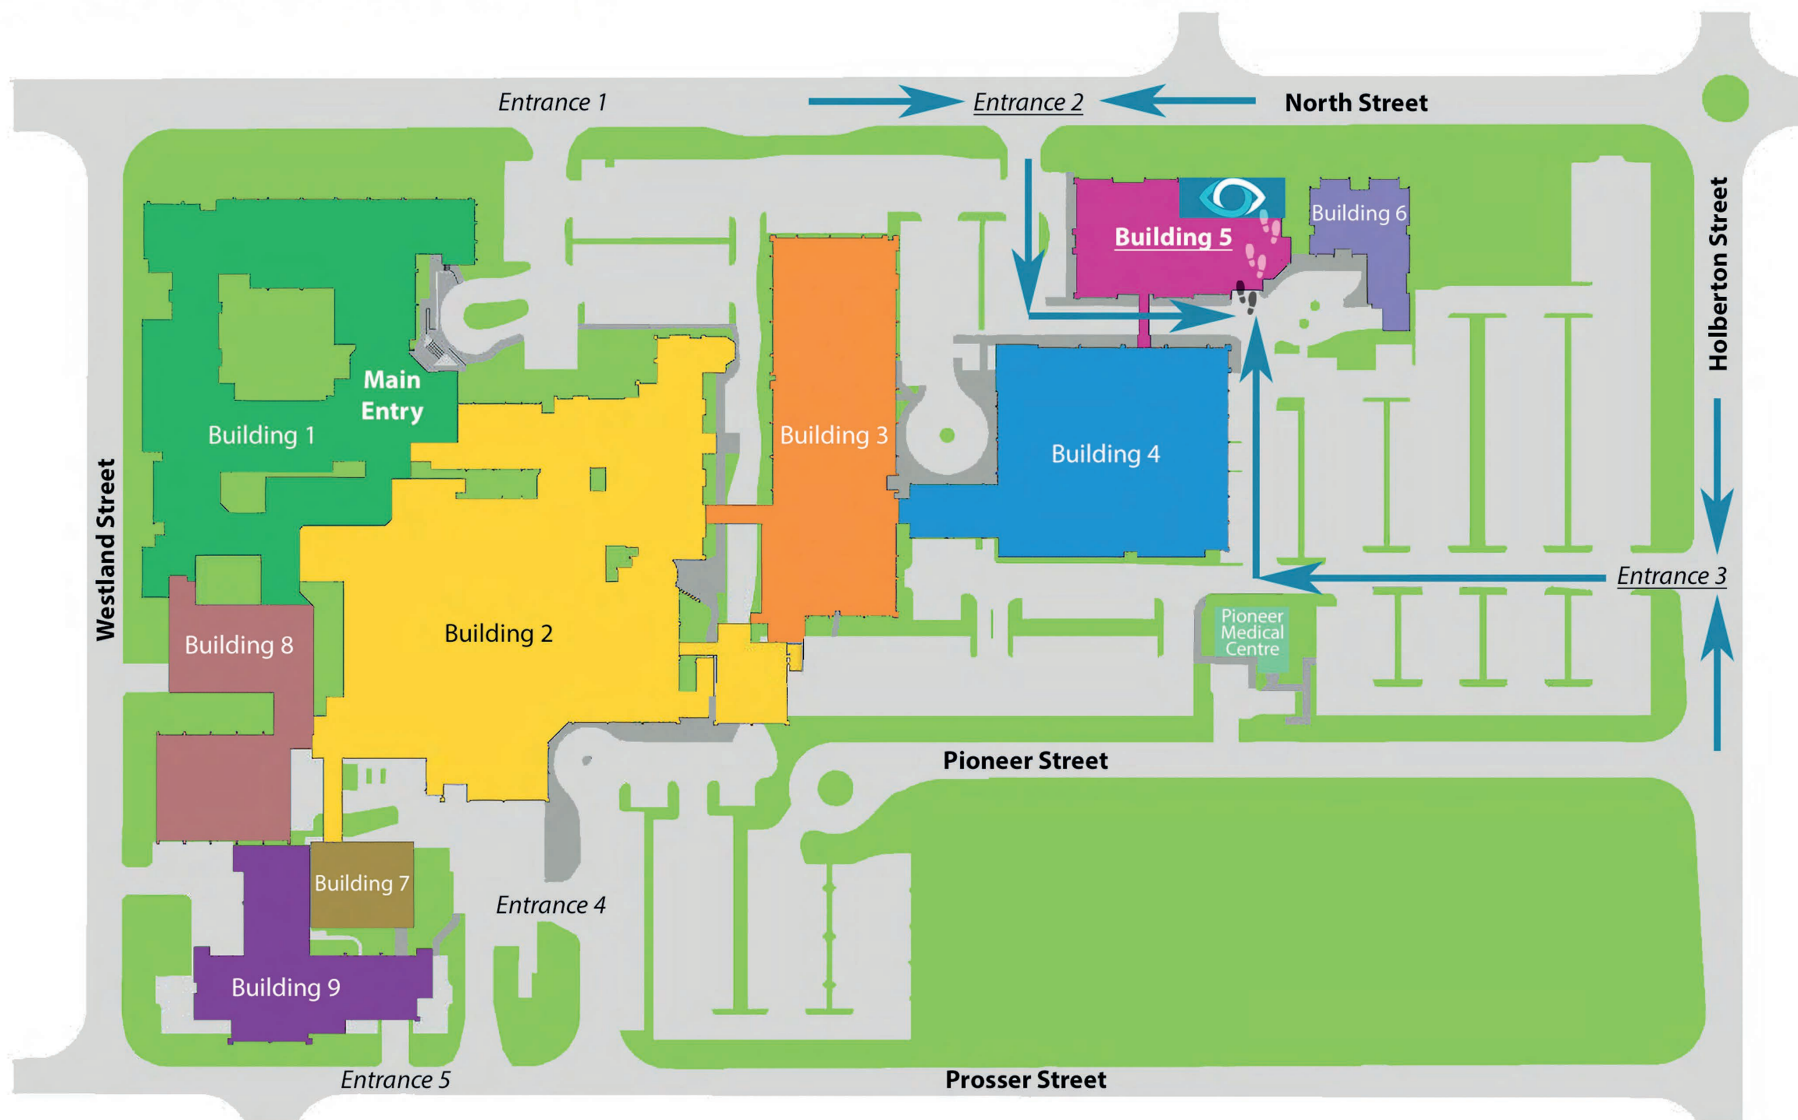 Entrance 1
Entrance 2
North Street
Building 5
Building 6
Holberton Street
Main
Entry
Building 1
Building 3
Building 4
Westland Street
Entrance 3
Building 2
Pioneer
Medical
Centre
Building 8
Pioneer Street
Building 7
Entrance 4
Building 9
Entrance 5
Prosser Street